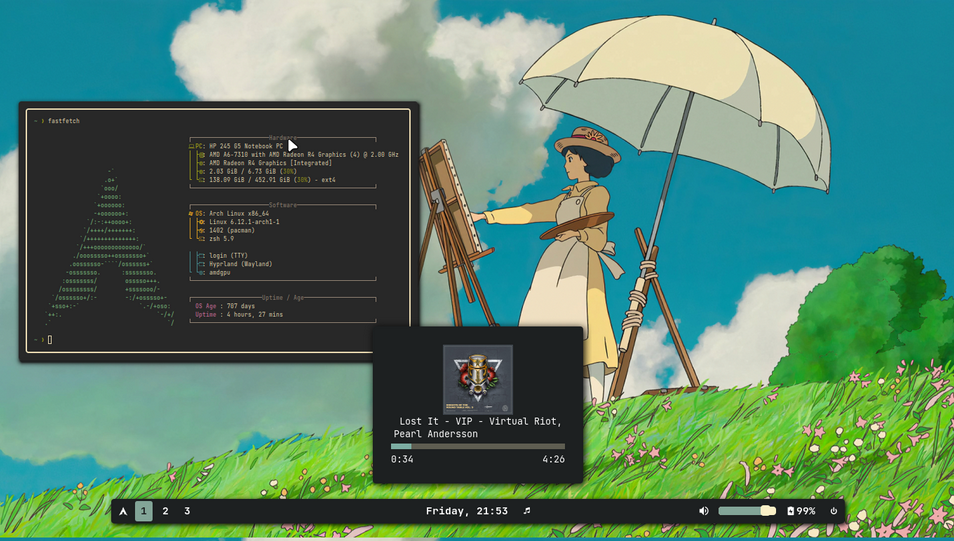 ~ ❯ fastfetch
Hardware
PC: HP 245 G5 Notebook PC
AMD A6-7310 with AMD Radeon R4 Graphics (4) @ 2.00 GHz
AMD Radeon R4 Graphics [Integrated]
2.03 GiB / 6.73 GiB (30%)
138.09 GiB / 452.91 GiB (30%) - ext4
Software
OS: Arch Linux x86_64
Linux 6.12.1-arch1-1
1402 (pacman)
zsh 5.9
login (TTY)
Hyprland (Wayland)
amdgpu
Uptime / Age
OS Age : 707 days
Uptime : 4 hours, 27 mins
~ ❯
Lost It - VIP - Virtual Riot,
Pearl Andersson
0:34 4:26
1 2 3 Friday, 21:53 99%